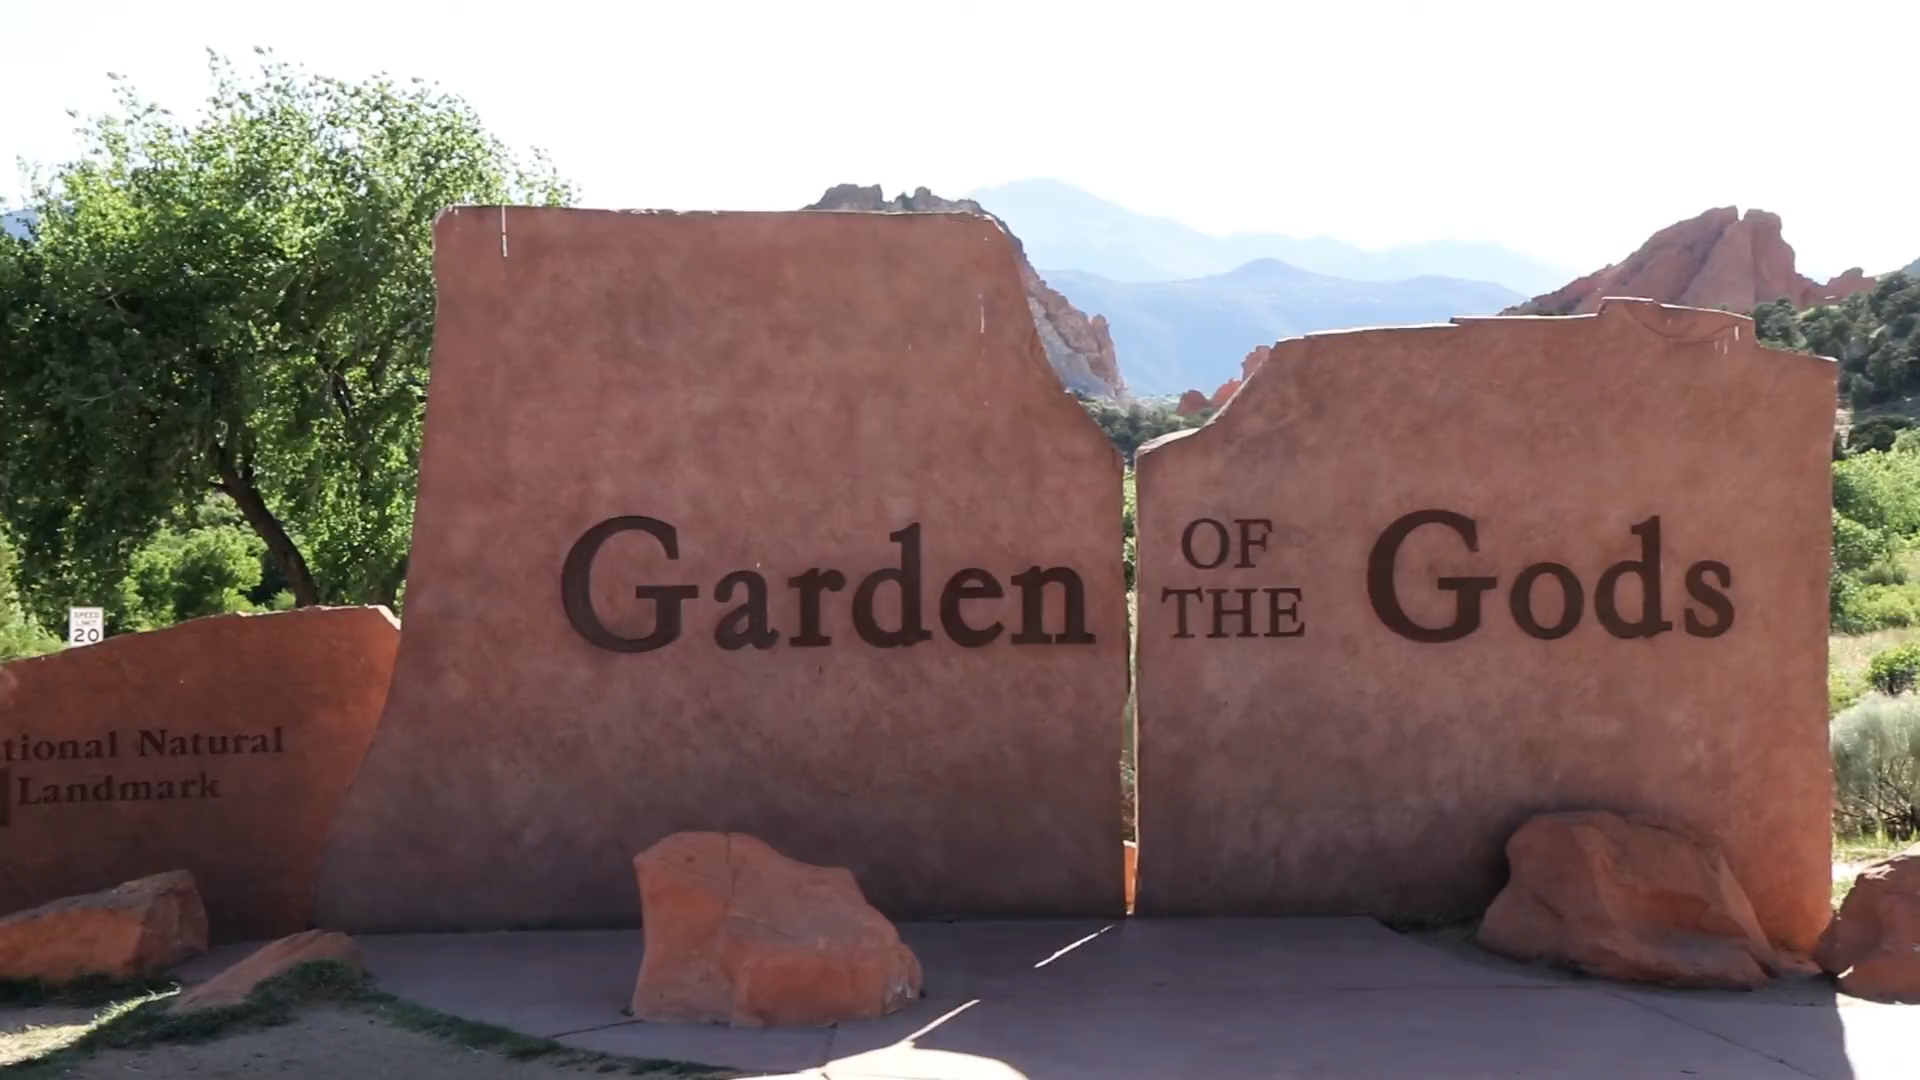 Garden OF THE Gods
SPEED
LIMIT
20
tional Natural
Landmark